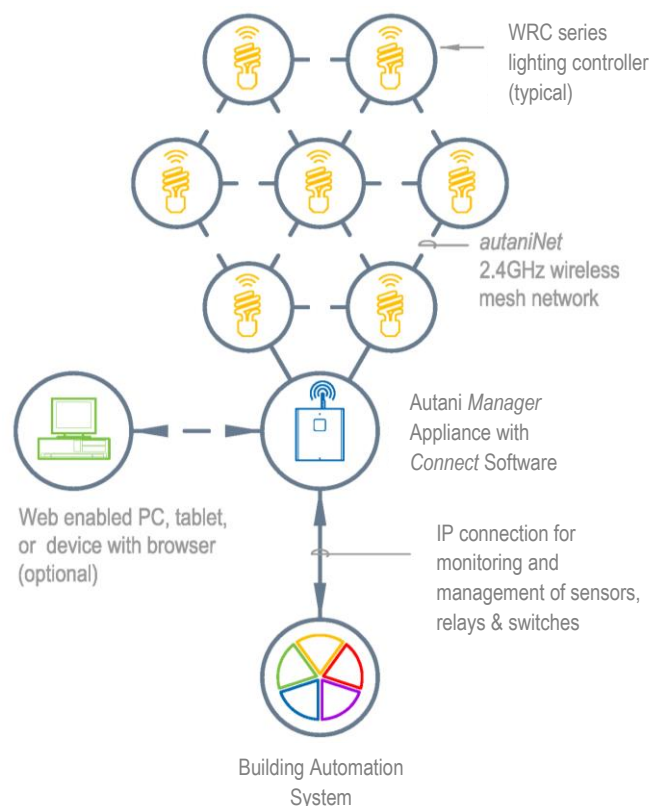 WRC series
lighting controller
(typical)
autaniNet
2.4GHz wireless
mesh network
Autani Manager
Appliance with
Connect Software
Web enabled PC, tablet,
or device with browser
(optional)
IP connection for
monitoring and
management of sensors,
relays & switches
Building Automation
System